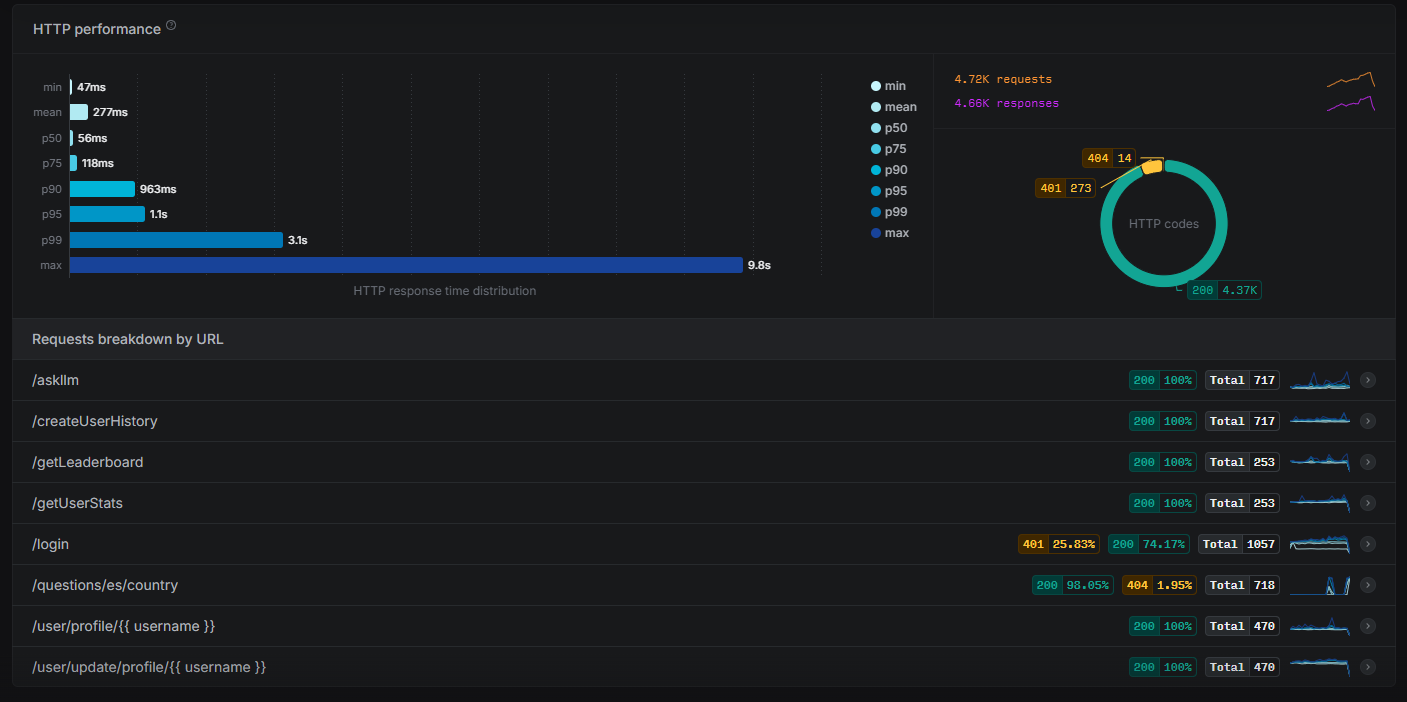 HTTP performance ?
min 47ms
mean 277ms
p50 56ms
p75 118ms
p90 963ms
p95 1.1s
p99 3.1s
max 9.8s
HTTP response time distribution
min
mean
p50
p75
p90
p95
p99
max
4.72K requests
4.66K responses
404 14
401 273
HTTP codes
200 4.37K
Requests breakdown by URL
/askllm 200 100% Total 717
/createUserHistory 200 100% Total 717
/getLeaderboard 200 100% Total 253
/getUserStats 200 100% Total 253
/login 401 25.83% 200 74.17% Total 1057
/questions/es/country 200 98.05% 404 1.95% Total 718
/user/profile/{{ username }} 200 100% Total 470
/user/update/profile/{{ username }} 200 100% Total 470